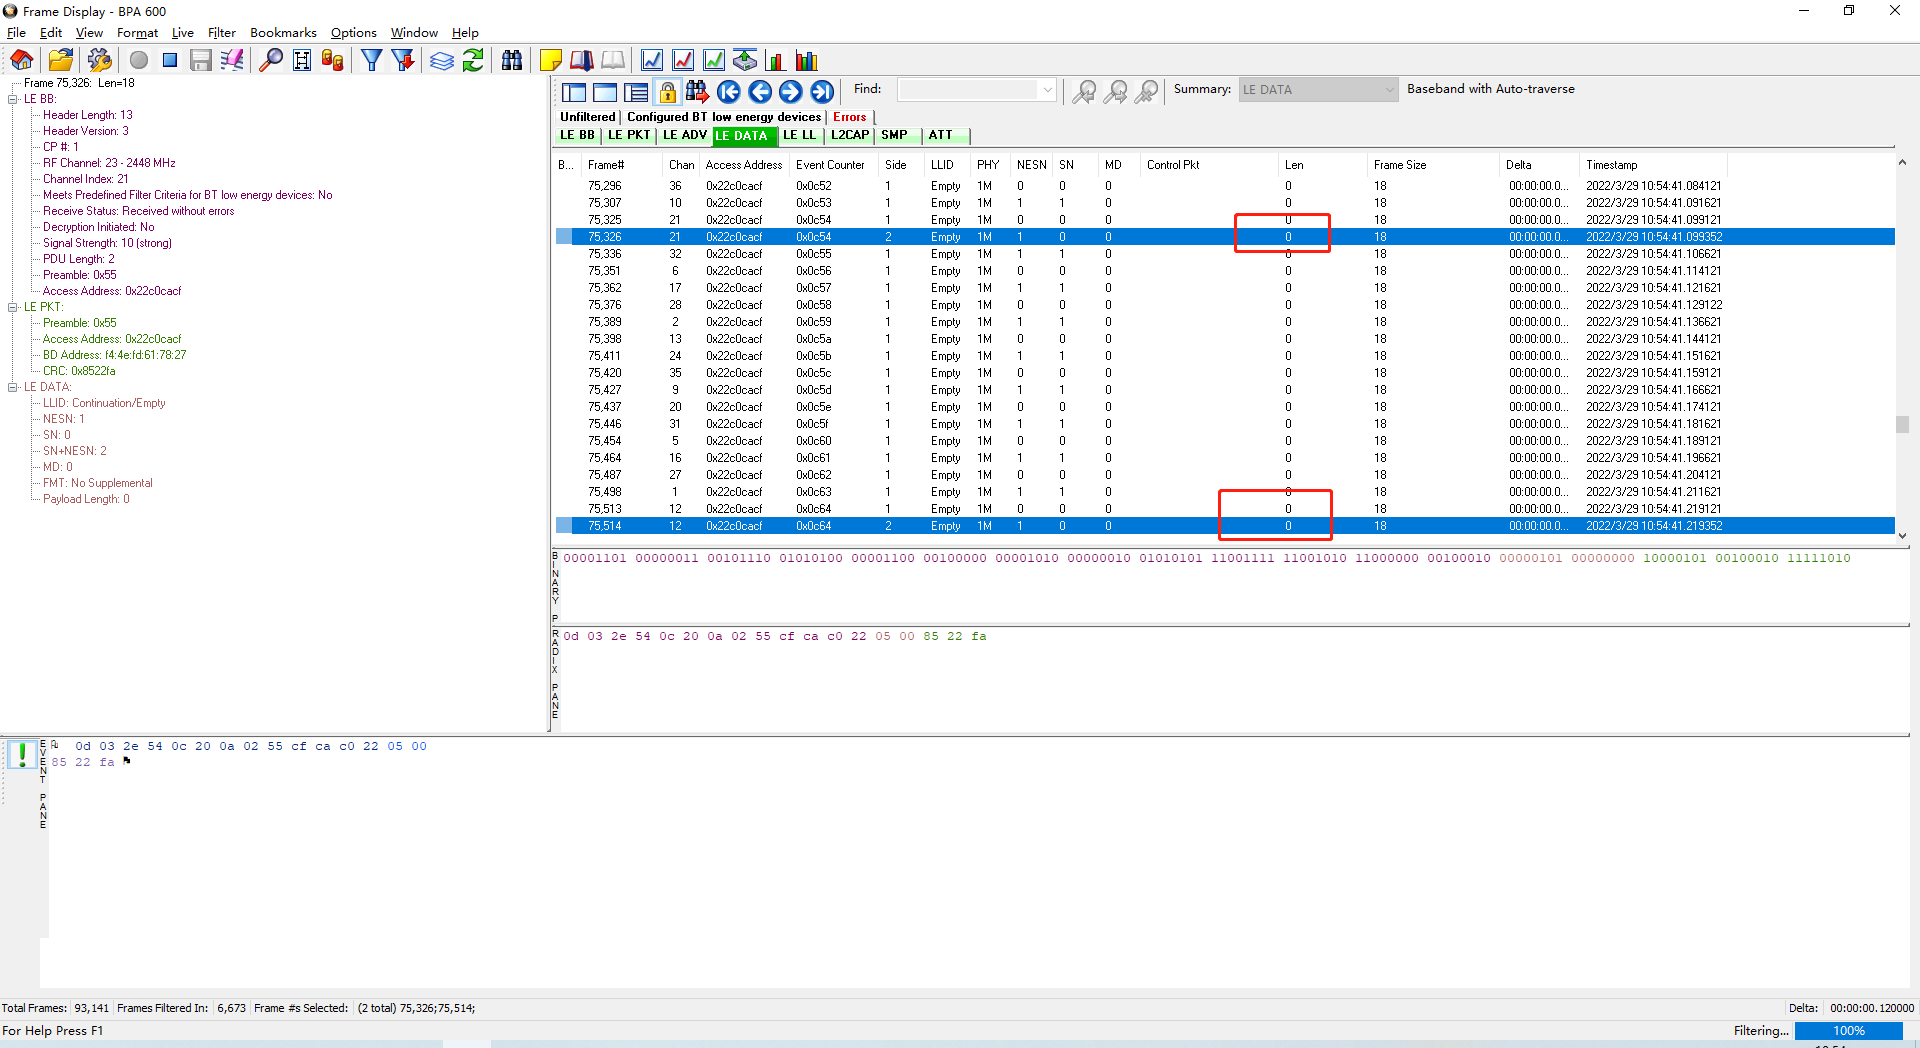 Frame Display - BPA 600
File Edit View Format Live Filter Bookmarks Options Window Help
Frame 75,326: Len=18
LE BB:
Header Length: 13
Header Version: 3
CP #: 1
RF Channel: 23 - 2448 MHz
Channel Index: 21
Meets Predefined Filter Criteria for BT low energy devices: No
Receive Status: Received without errors
Decryption Initiated: No
Signal Strength: 10 (strong)
PDU Length: 2
Preamble: 0x55
Access Address: 0x22c0cacf
LE PKT:
Preamble: 0x55
Access Address: 0x22c0cacf
BD Address: f4:4e:fd:61:78:27
CRC: 0x8522fa
LE DATA:
LLID: Continuation/Empty
NESN: 1
SN: 0
SN+NESN: 2
MD: 0
FMT: No Supplemental
Payload Length: 0
Find: Summary: LE DATA Baseband with Auto-traverse
Unfiltered Configured BT low energy devices Errors
LE BB LE PKT LE ADV LE DATA LE LL L2CAP SMP ATT
B... Frame# Chan Access Address Event Counter Side LLID PHY NESN SN MD Control Pkt Len Frame Size Delta Timestamp
75,296 36 0x22c0cacf 0x0c52 1 Empty 1M 0 0 0 0 18 00:00:00.0... 2022/3/29 10:54:41.084121
75,307 10 0x22c0cacf 0x0c53 1 Empty 1M 1 1 0 0 18 00:00:00.0... 2022/3/29 10:54:41.091621
75,325 21 0x22c0cacf 0x0c54 1 Empty 1M 0 0 0 0 18 00:00:00.0... 2022/3/29 10:54:41.099121
75,326 21 0x22c0cacf 0x0c54 2 Empty 1M 1 0 0 0 18 00:00:00.0... 2022/3/29 10:54:41.099352
75,336 32 0x22c0cacf 0x0c55 1 Empty 1M 1 1 0 0 18 00:00:00.0... 2022/3/29 10:54:41.106621
75,351 6 0x22c0cacf 0x0c56 1 Empty 1M 0 0 0 0 18 00:00:00.0... 2022/3/29 10:54:41.114121
75,362 17 0x22c0cacf 0x0c57 1 Empty 1M 1 1 0 0 18 00:00:00.0... 2022/3/29 10:54:41.121621
75,376 28 0x22c0cacf 0x0c58 1 Empty 1M 0 0 0 0 18 00:00:00.0... 2022/3/29 10:54:41.129122
75,389 2 0x22c0cacf 0x0c59 1 Empty 1M 1 1 0 0 18 00:00:00.0... 2022/3/29 10:54:41.136621
75,398 13 0x22c0cacf 0x0c5a 1 Empty 1M 0 0 0 0 18 00:00:00.0... 2022/3/29 10:54:41.144121
75,411 24 0x22c0cacf 0x0c5b 1 Empty 1M 1 1 0 0 18 00:00:00.0... 2022/3/29 10:54:41.151621
75,420 35 0x22c0cacf 0x0c5c 1 Empty 1M 0 0 0 0 18 00:00:00.0... 2022/3/29 10:54:41.159121
75,427 9 0x22c0cacf 0x0c5d 1 Empty 1M 1 1 0 0 18 00:00:00.0... 2022/3/29 10:54:41.166621
75,437 20 0x22c0cacf 0x0c5e 1 Empty 1M 0 0 0 0 18 00:00:00.0... 2022/3/29 10:54:41.174121
75,446 31 0x22c0cacf 0x0c5f 1 Empty 1M 1 1 0 0 18 00:00:00.0... 2022/3/29 10:54:41.181621
75,454 5 0x22c0cacf 0x0c60 1 Empty 1M 0 0 0 0 18 00:00:00.0... 2022/3/29 10:54:41.189121
75,464 16 0x22c0cacf 0x0c61 1 Empty 1M 1 1 0 0 18 00:00:00.0... 2022/3/29 10:54:41.196621
75,487 27 0x22c0cacf 0x0c62 1 Empty 1M 0 0 0 0 18 00:00:00.0... 2022/3/29 10:54:41.204121
75,498 1 0x22c0cacf 0x0c63 1 Empty 1M 1 1 0 0 18 00:00:00.0... 2022/3/29 10:54:41.211621
75,513 12 0x22c0cacf 0x0c64 1 Empty 1M 0 0 0 0 18 00:00:00.0... 2022/3/29 10:54:41.219121
75,514 12 0x22c0cacf 0x0c64 2 Empty 1M 1 0 0 0 18 00:00:00.0... 2022/3/29 10:54:41.219352
BINARY P
00001101 00000011 00101110 01010100 00001100 00100000 00001010 00000010 01010101 11001111 11001010 11000000 00100010 00000101 00000000 10000101 00100010 11111010
RADIX PANE
0d 03 2e 54 0c 20 0a 02 55 cf ca c0 22 05 00 85 22 fa
EVENT PANE
0d 03 2e 54 0c 20 0a 02 55 cf ca c0 22 05 00
85 22 fa
Total Frames: 93,141 Frames Filtered In: 6,673 Frame #s Selected: (2 total) 75,326;75,514; Delta: 00:00:00.120000
For Help Press F1 Filtering... 100%